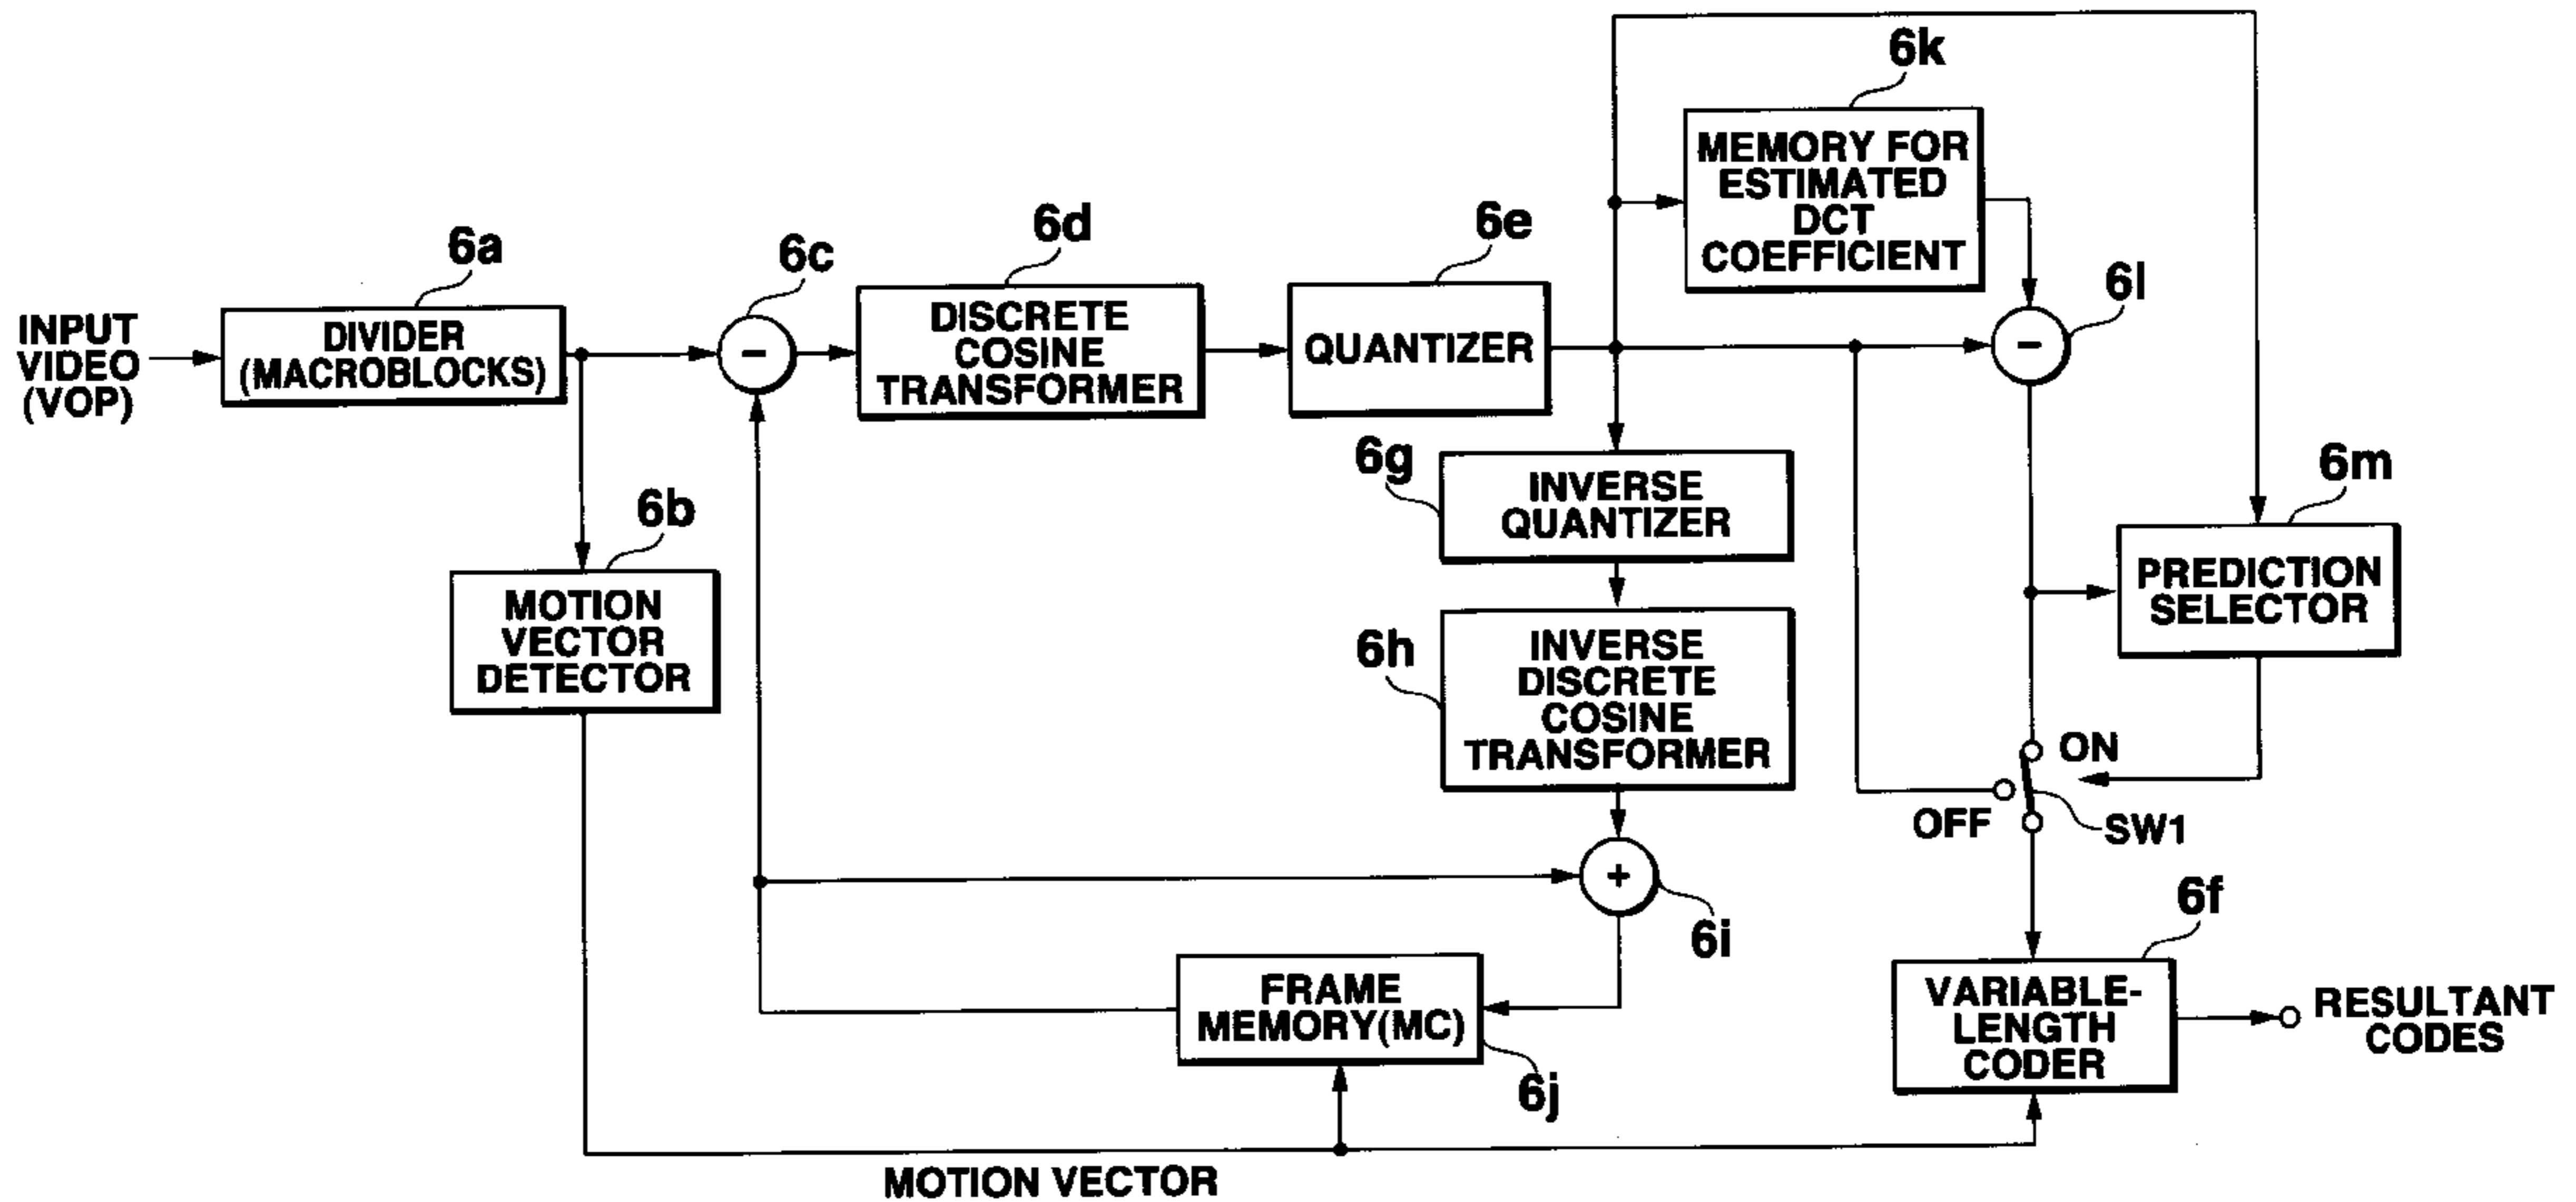 6k
MEMORY FOR
ESTIMATED
DCT
COEFFICIENT
6a
6c
6d
6e
6l
INPUT
VIDEO
(VOP)
DIVIDER
(MACROBLOCKS)
-
DISCRETE
COSINE
TRANSFORMER
QUANTIZER
-
6b
6g
INVERSE
QUANTIZER
6m
MOTION
VECTOR
DETECTOR
6h
INVERSE
DISCRETE
COSINE
TRANSFORMER
PREDICTION
SELECTOR
ON
OFF
SW1
+
6i
6f
FRAME
MEMORY(MC)
6j
VARIABLE-
LENGTH
CODER
RESULTANT
CODES
MOTION VECTOR